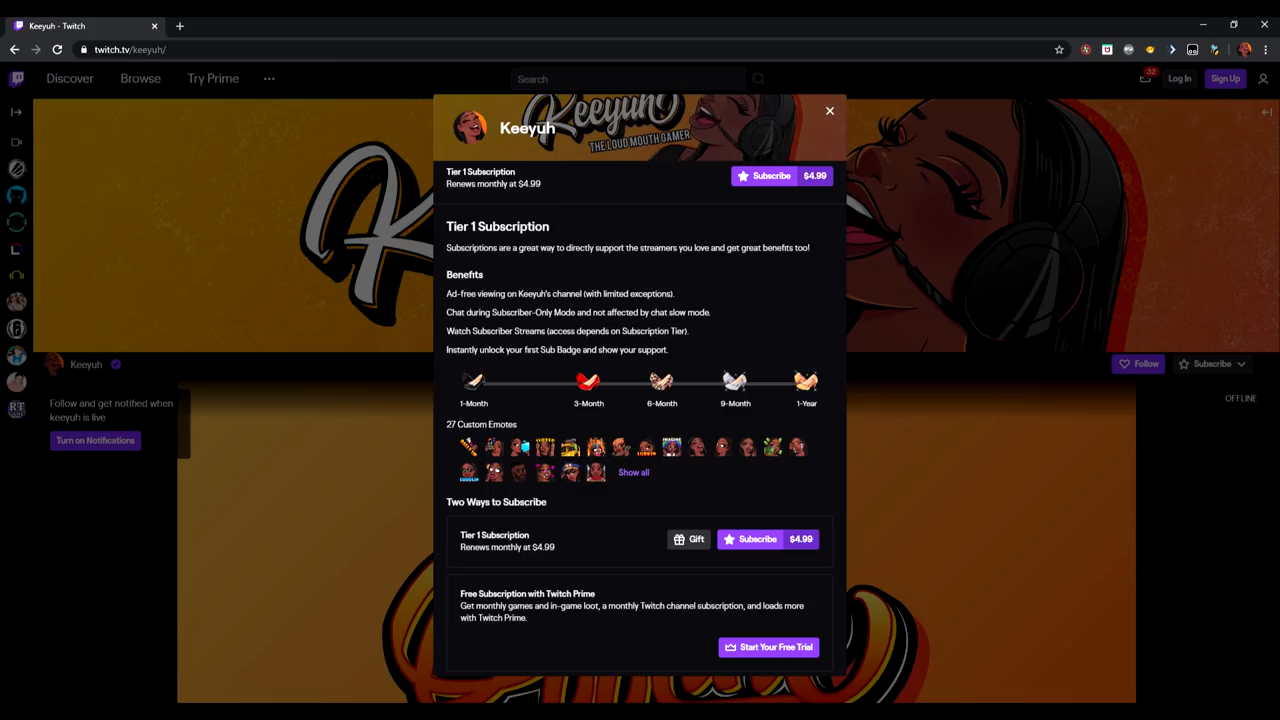 Keeyuh - Twitch
twitch.tv/keeyuh/
Discover
Browse
Try Prime
Search
32
Log In
Sign Up
Keeyuh
THE LOUD MOUTH GAMER
Keeyuh
Tier 1 Subscription
Renews monthly at $4.99
Subscribe $4.99
Tier 1 Subscription
Subscriptions are a great way to directly support the streamers you love and get great benefits too!
Benefits
Ad-free viewing on Keeyuh's channel (with limited exceptions).
Chat during Subscriber-Only Mode and not affected by chat slow mode.
Watch Subscriber Streams (access depends on Subscription Tier).
Instantly unlock your first Sub Badge and show your support.
Keeyuh
Follow
Subscribe
Follow and get notified when
keeyuh is live
Turn on Notifications
OFFLINE
1-Month
3-Month
6-Month
9-Month
1-Year
27 Custom Emotes
IMAGINE
LURKIN
COOLIN
Show all
Two Ways to Subscribe
Tier 1 Subscription
Renews monthly at $4.99
Gift
Subscribe $4.99
Free Subscription with Twitch Prime
Get monthly games and in-game loot, a monthly Twitch channel subscription, and loads more
with Twitch Prime.
Start Your Free Trial